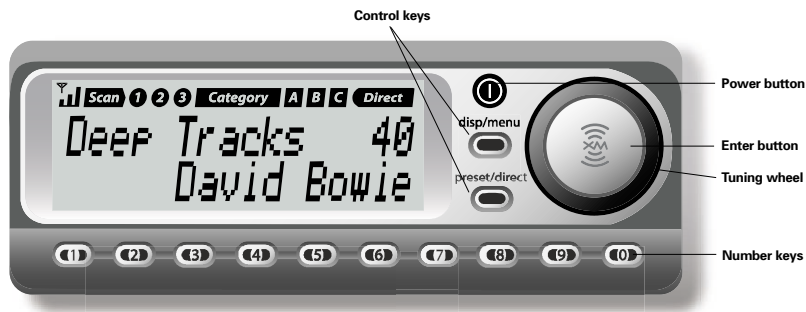 Control keys
Scan 1 2 3 Category A B C Direct
Deep Tracks 40
David Bowie
disp/menu
preset/direct
XM
Power button
Enter button
Tuning wheel
Number keys
1 2 3 4 5 6 7 8 9 0